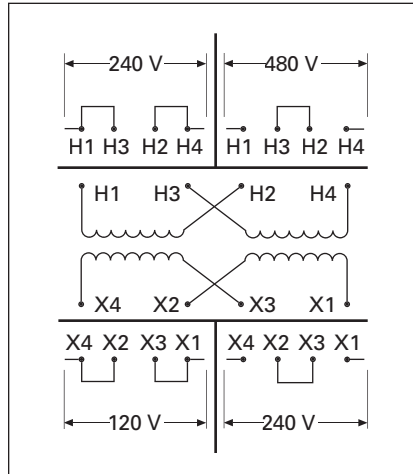 240 V 480 V
H1 H3 H2 H4 H1 H3 H2 H4
H1 H3 H2 H4
X4 X2 X3 X1
X4 X2 X3 X1 X4 X2 X3 X1
120 V 240 V